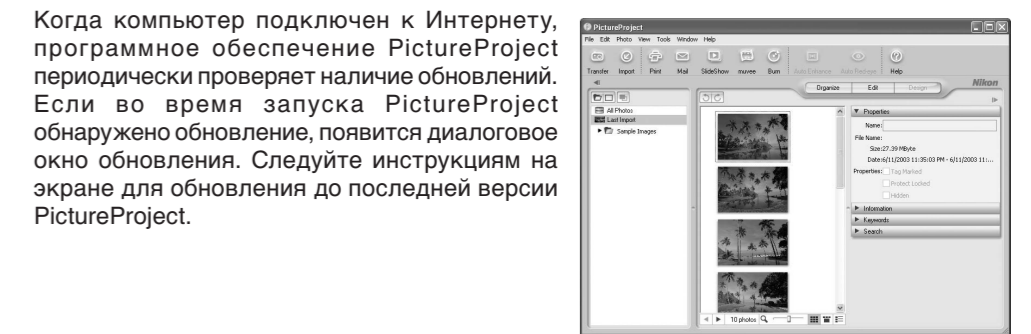 Когда компьютер подключен к Интернету,
программное обеспечение PictureProject
периодически проверяет наличие обновлений.
Если во время запуска PictureProject
обнаружено обновление, появится диалоговое
окно обновления. Следуйте инструкциям на
экране для обновления до последней версии
PictureProject.
PictureProject
File Edit Photo View Tools Window Help
Transfer Import Print Mail SlideShow muvee Burn Auto Enhance Auto Redeye Help
Organize Edit Design Nikon
All Photos
Last Import
Sample Images
Properties
Name:
File Name:
Size:27.39 MByte
Date:6/11/2003 11:35:03 PM - 6/11/2003 11:...
Properties: Tag Marked
Protect Locked
Hidden
Information
Keywords
Search
10 photos